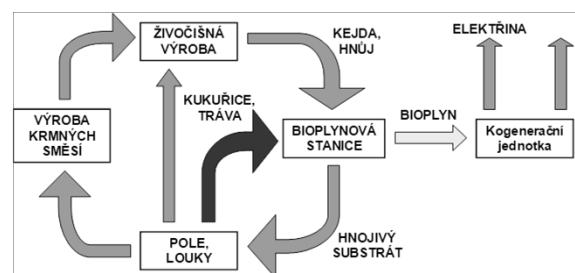 ŽIVOČIŠNÁ
VÝROBA
KEJDA,
HNŮJ
ELEKTŘINA
KUKUŘICE,
TRÁVA
VÝROBA
KRMNÝCH
SMĚSÍ
BIOPLYNOVÁ
STANICE
BIOPLYN
Kogenerační
jednotka
POLE,
LOUKY
HNOJIVÝ
SUBSTRÁT